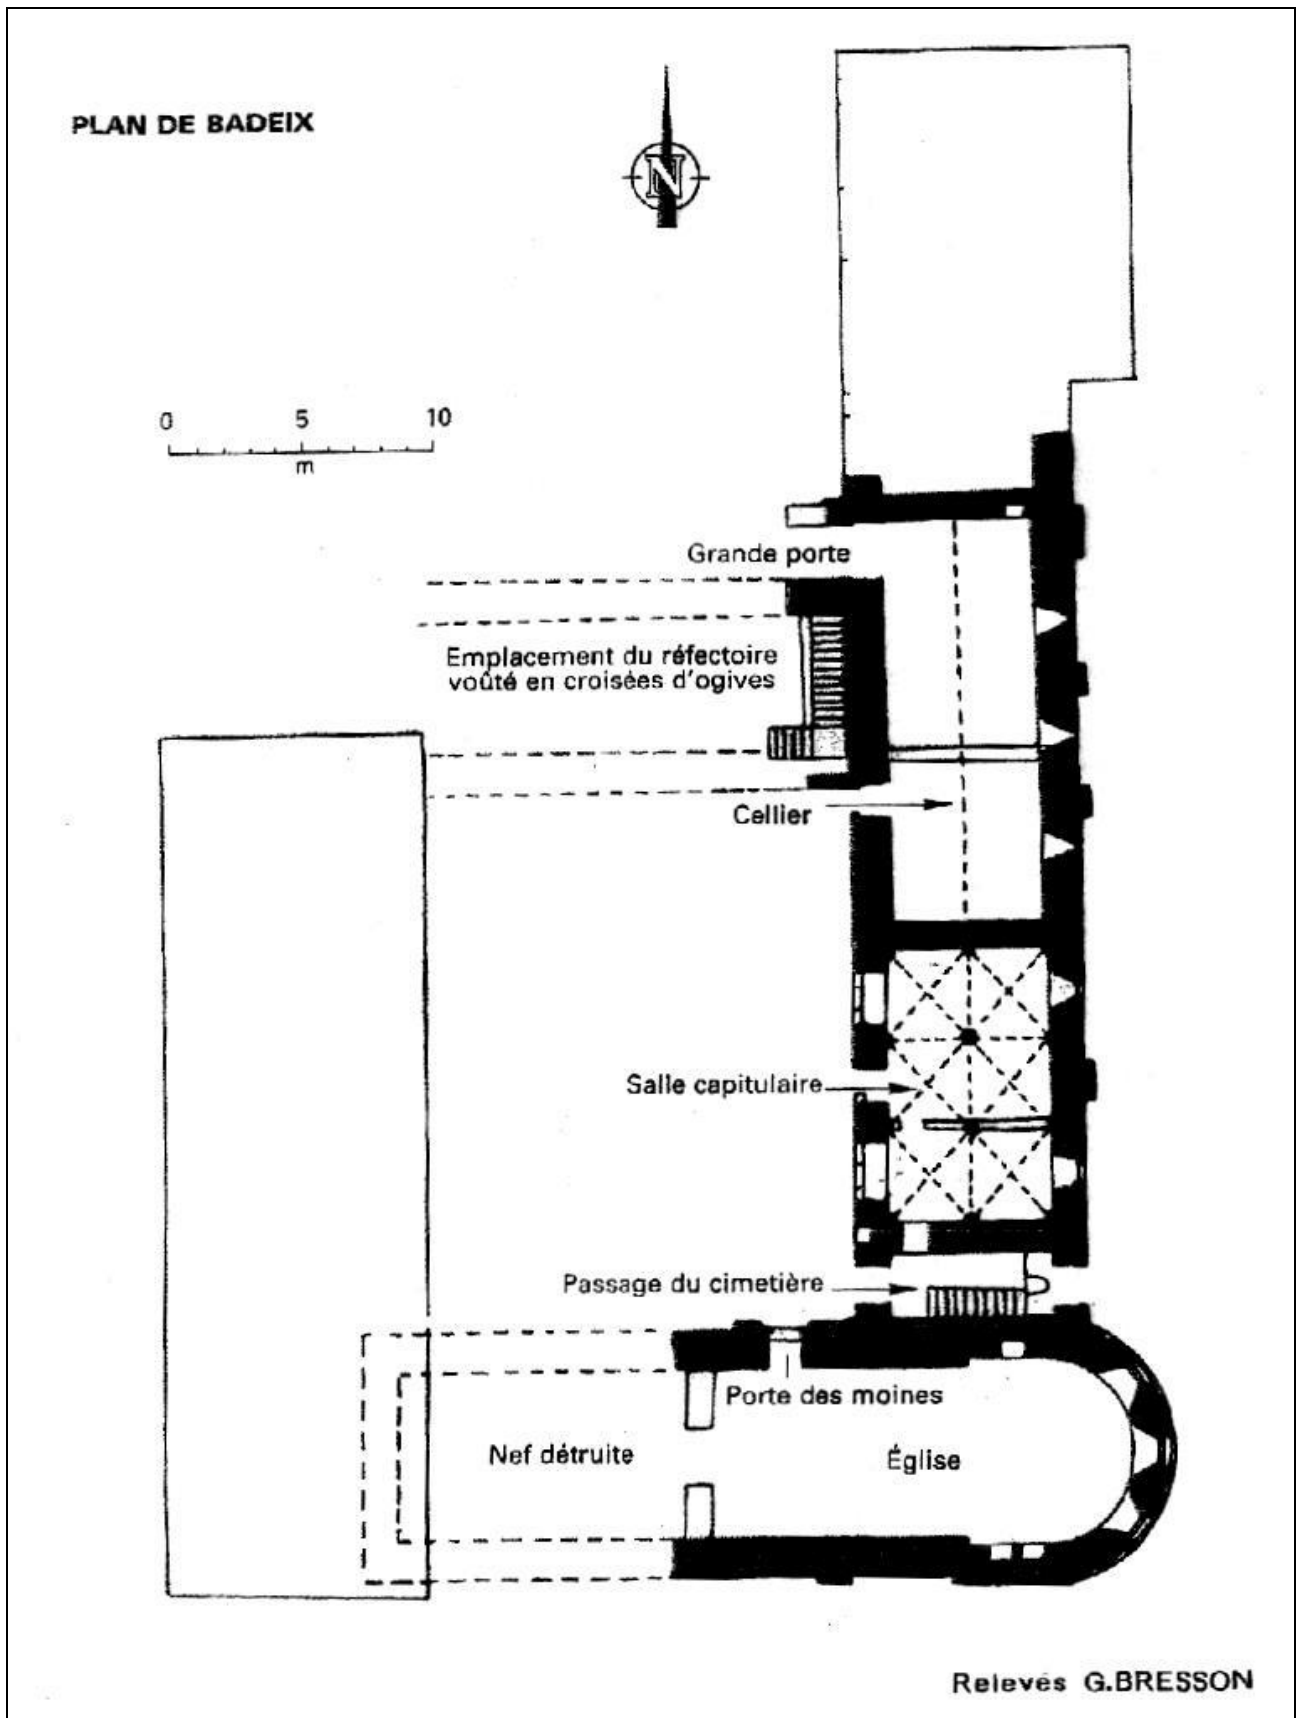 PLAN DE BADEIX
N
0 5 10
m
Grande porte
Emplacement du réfectoire
voûté en croisées d'ogives
Cellier
Salle capitulaire
Passage du cimetière
Porte des moines
Nef détruite
Église
Relevés G.BRESSON